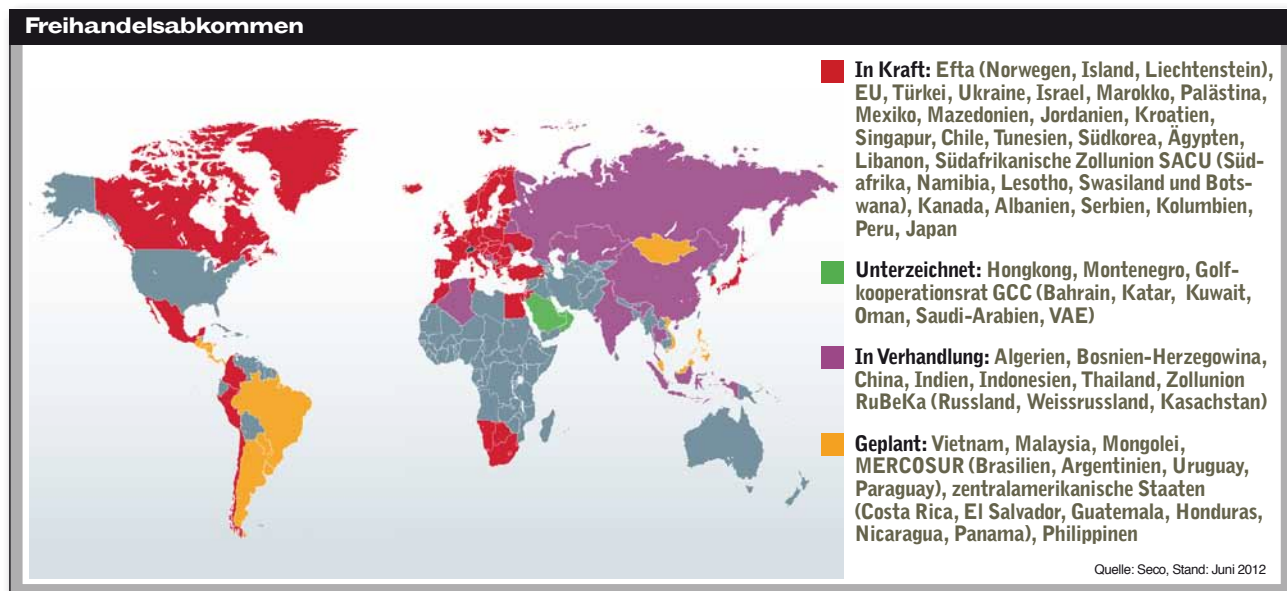 Freihandelsabkommen
In Kraft: Efta (Norwegen, Island, Liechtenstein),
EU, Türkei, Ukraine, Israel, Marokko, Palästina,
Mexiko, Mazedonien, Jordanien, Kroatien,
Singapur, Chile, Tunesien, Südkorea, Ägypten,
Libanon, Südafrikanische Zollunion SACU (Süd-
afrika, Namibia, Lesotho, Swasiland und Bots-
wana), Kanada, Albanien, Serbien, Kolumbien,
Peru, Japan
Unterzeichnet: Hongkong, Montenegro, Golf-
kooperationsrat GCC (Bahrain, Katar, Kuwait,
Oman, Saudi-Arabien, VAE)
In Verhandlung: Algerien, Bosnien-Herzegowina,
China, Indien, Indonesien, Thailand, Zollunion
RuBeKa (Russland, Weissrussland, Kasachstan)
Geplant: Vietnam, Malaysia, Mongolei,
MERCOSUR (Brasilien, Argentinien, Uruguay,
Paraguay), zentralamerikanische Staaten
(Costa Rica, El Salvador, Guatemala, Honduras,
Nicaragua, Panama), Philippinen
Quelle: Seco, Stand: Juni 2012